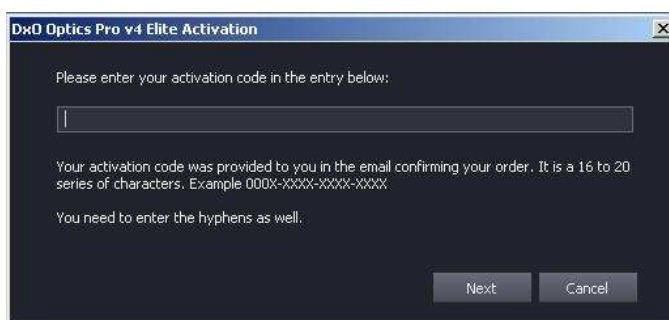 DxO Optics Pro v4 Elite Activation
Please enter your activation code in the entry below:
Your activation code was provided to you in the email confirming your order. It is a 16 to 20
series of characters. Example 000X-XXXX-XXXX-XXXX
You need to enter the hyphens as well.
Next Cancel